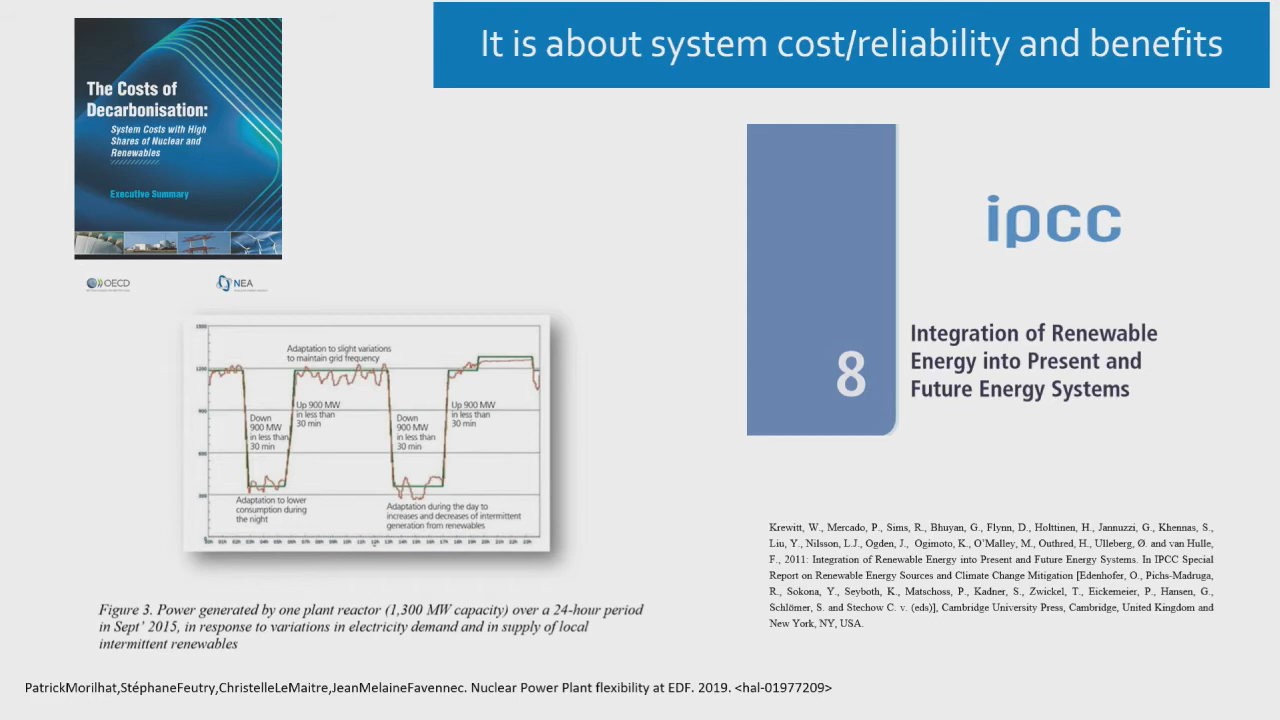 It is about system cost/reliability and benefits
The Costs of
Decarbonisation:
System Costs with High
Shares of Nuclear and
Renewables
Executive Summary
OECD
NEA
1500
1200
900
600
300
0
Adaptation to slight variations
to maintain grid frequency
Down
900 MW
in less than
30 min
Up 900 MW
in less than
30 min
Down
900 MW
in less than
30 min
Up 900 MW
in less than
30 min
Adaptation to lower
consumption during
the night
Adaptation during the day to
increases and decreases of intermittent
generation from renewables
Figure 3. Power generated by one plant reactor (1,300 MW capacity) over a 24-hour period
in Sept' 2015, in response to variations in electricity demand and in supply of local
intermittent renewables
ipcc
8
Integration of Renewable
Energy into Present and
Future Energy Systems
Krewitt, W., Mercado, P., Sims, R., Bhuyan, G., Flynn, D., Holttinen, H., Jannuzzi, G., Khennas, S.,
Liu, Y., Nilsson, L.J., Ogden, J., Ogimoto, K., O'Malley, M., Outhred, H., Ulleberg, Ø. and van Hulle,
F., 2011: Integration of Renewable Energy into Present and Future Energy Systems. In IPCC Special
Report on Renewable Energy Sources and Climate Change Mitigation [Edenhofer, O., Pichs-Madruga,
R., Sokona, Y., Seyboth, K., Matschoss, P., Kadner, S., Zwickel, T., Eickemeier, P., Hansen, G.,
Schlömer, S. and Stechow C. v. (eds)], Cambridge University Press, Cambridge, United Kingdom and
New York, NY, USA.
PatrickMorilhat,StéphaneFeutry,ChristelleLeMaitre,JeanMelaineFavennec. Nuclear Power Plant flexibility at EDF. 2019. <hal-01977209>